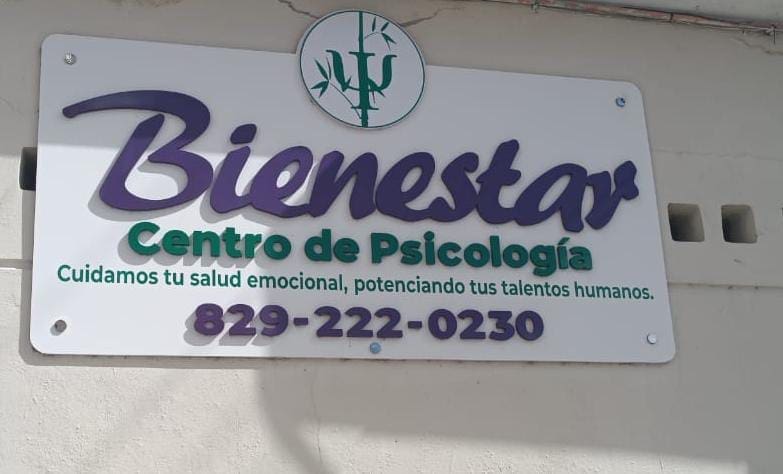 Bienestar
Centro de Psicología
Cuidamos tu salud emocional, potenciando tus talentos humanos.
829-222-0230